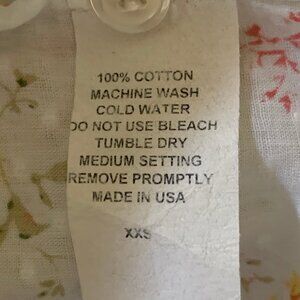 100% COTTON
MACHINE WASH
COLD WATER
DO NOT USE BLEACH
TUMBLE DRY
MEDIUM SETTING
REMOVE PROMPTLY
MADE IN USA
XXS